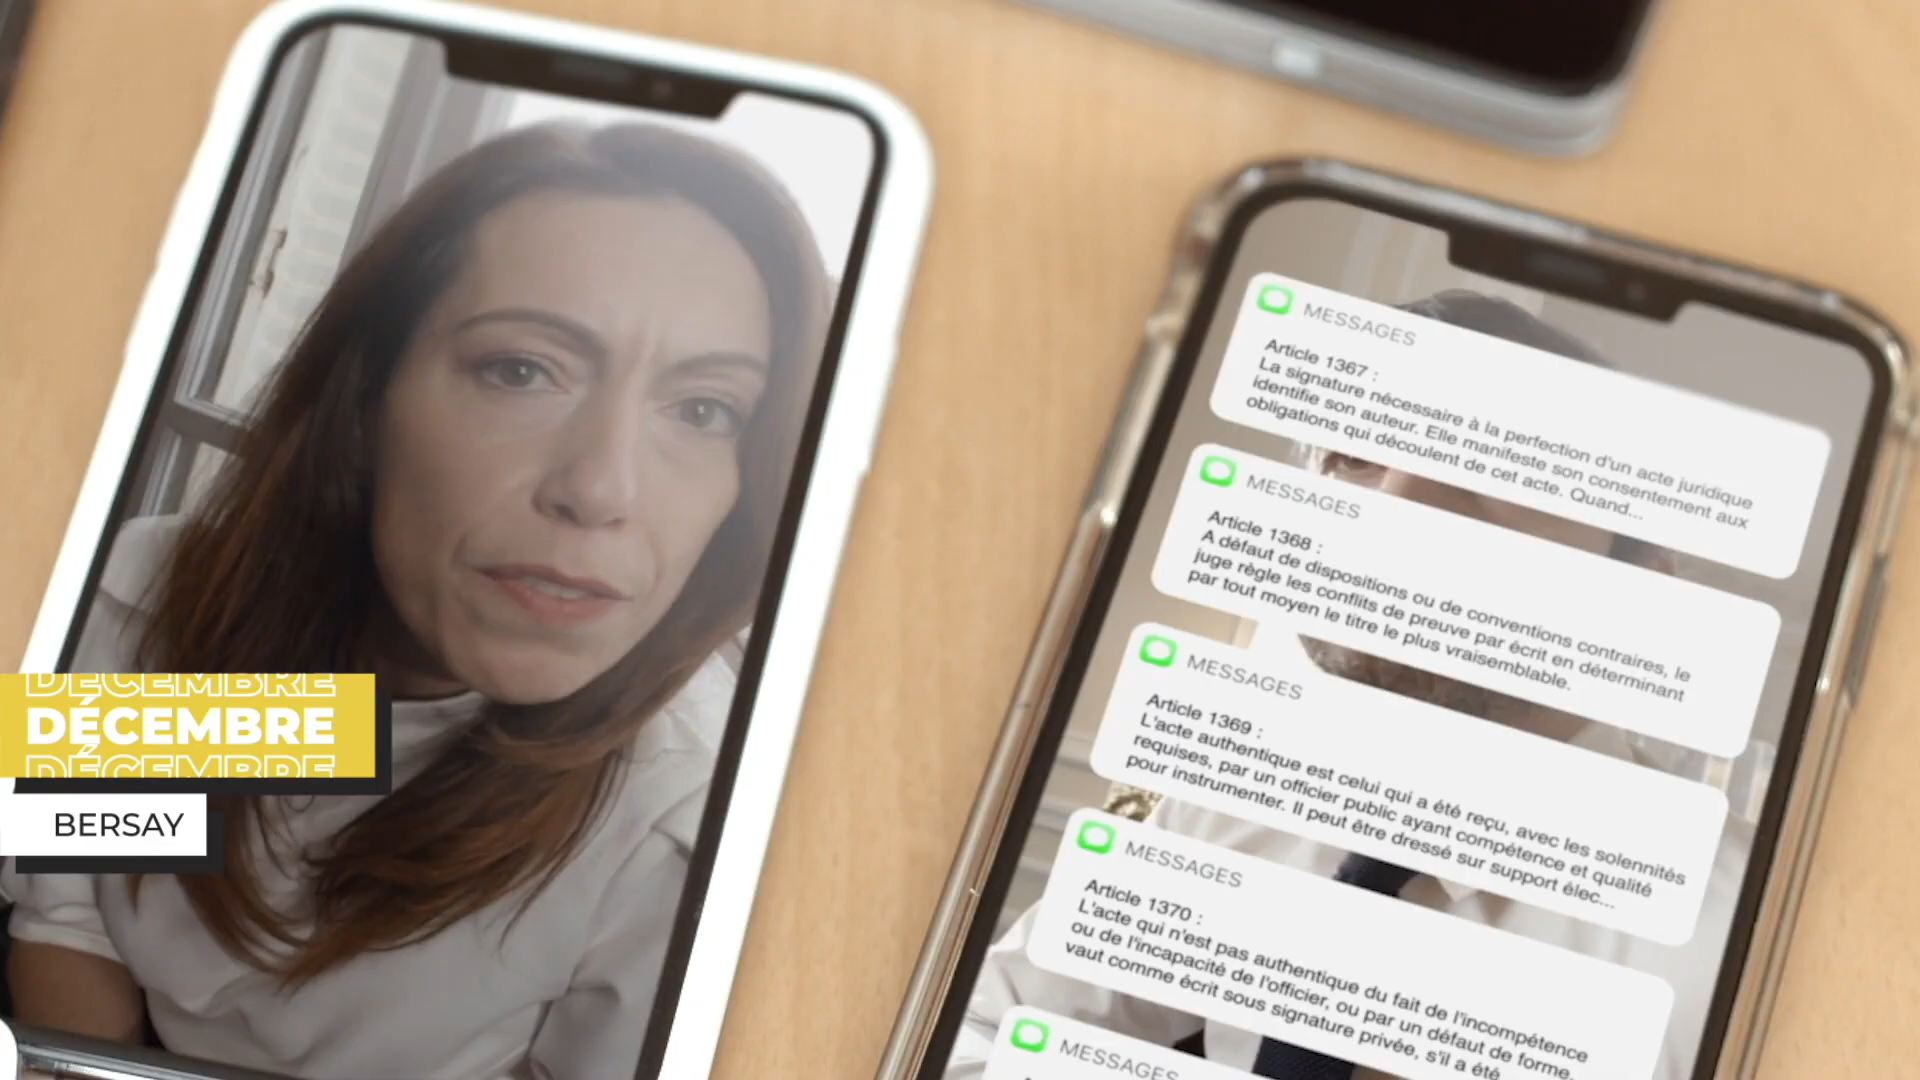 DÉCEMBRE
DÉCEMBRE
DÉCEMBRE
BERSAY
MESSAGES
Article 1367 :
La signature nécessaire à la perfection d'un acte juridique
identifie son auteur. Elle manifeste son consentement aux
obligations qui découlent de cet acte. Quand...
MESSAGES
Article 1368 :
A défaut de dispositions ou de conventions contraires, le
juge règle les conflits de preuve par écrit en déterminant
par tout moyen le titre le plus vraisemblable.
MESSAGES
Article 1369 :
L'acte authentique est celui qui a été reçu, avec les solennités
requises, par un officier public ayant compétence et qualité
pour instrumenter. Il peut être dressé sur support élec...
MESSAGES
Article 1370 :
L'acte qui n'est pas authentique du fait de l'incompétence
ou de l'incapacité de l'officier, ou par un défaut de forme,
vaut comme écrit sous signature privée, s'il a été
MESSAGES